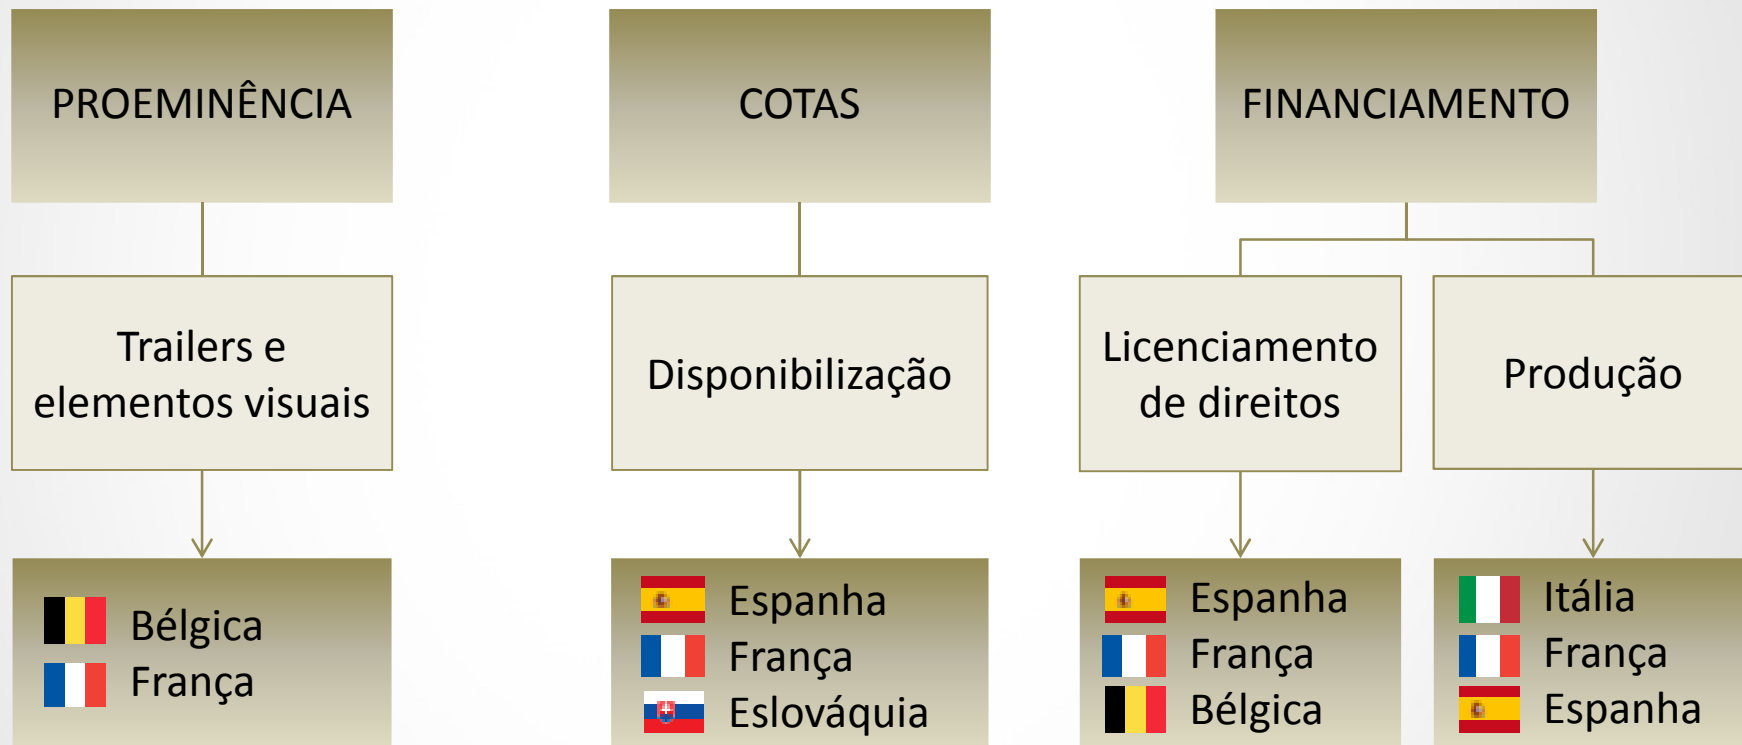 PROEMINÊNCIA
COTAS
FINANCIAMENTO
Trailers e
elementos visuais
Disponibilização
Licenciamento
de direitos
Produção
Bélgica
França
Espanha
França
Eslováquia
Espanha
França
Bélgica
Itália
França
Espanha